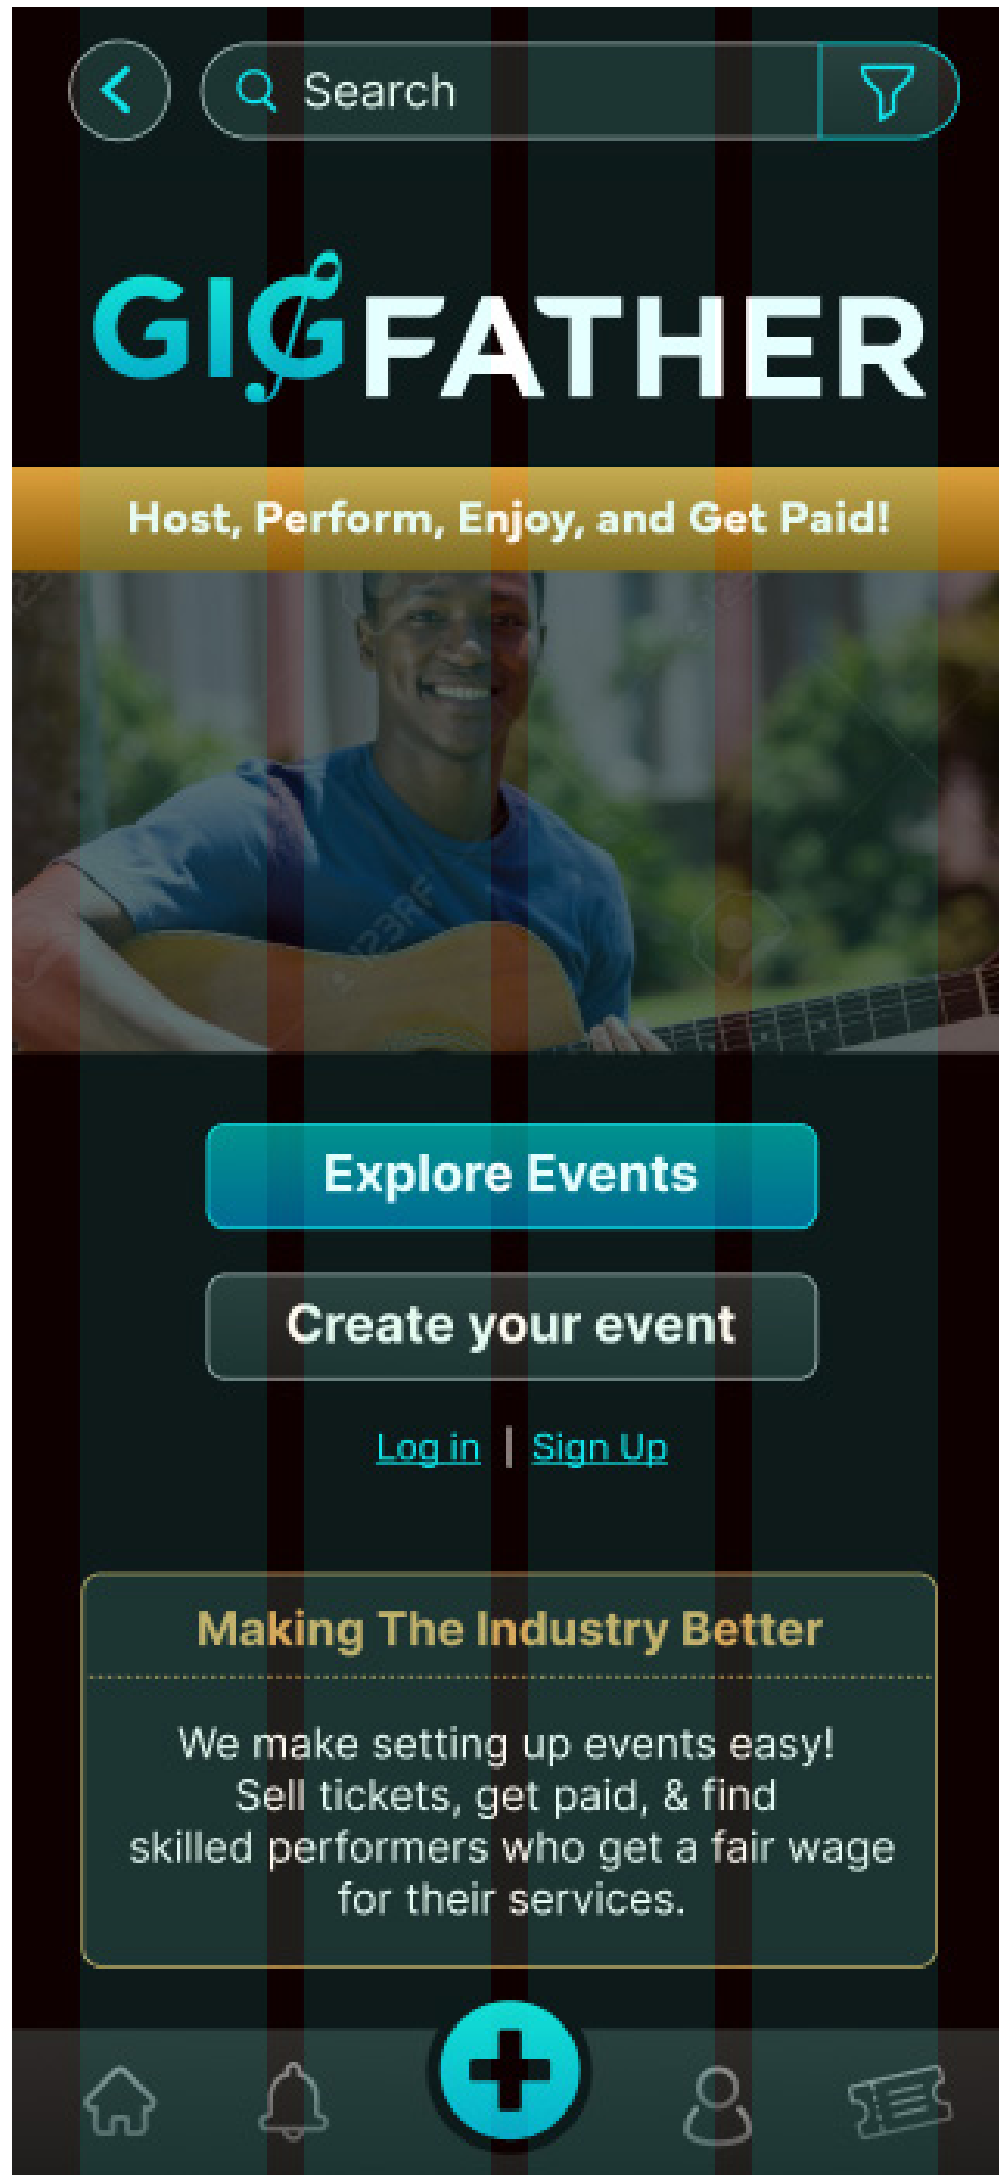 Search
GIGFATHER
Host, Perform, Enjoy, and Get Paid!
123RF
Explore Events
Create your event
Log in | Sign Up
Making The Industry Better
We make setting up events easy!
Sell tickets, get paid, & find
skilled performers who get a fair wage
for their services.